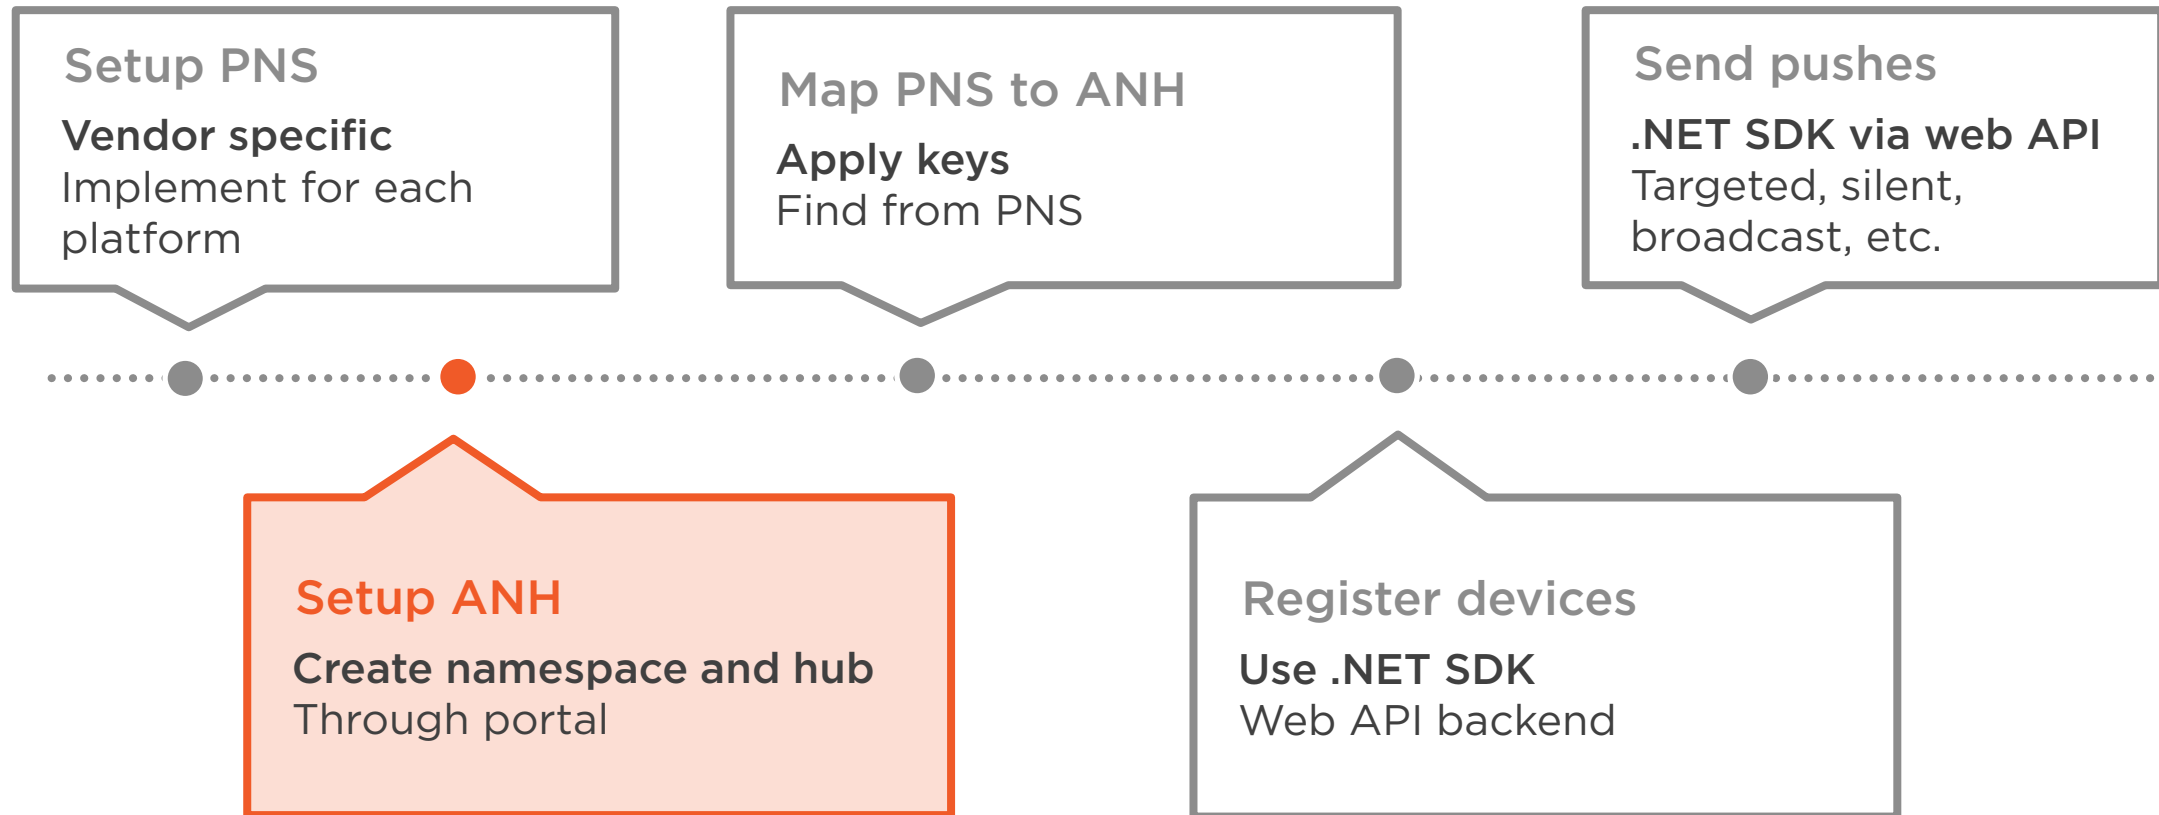 Setup PNS
Vendor specific
Implement for each
platform
Setup ANH
Create namespace and hub
Through portal
Map PNS to ANH
Apply keys
Find from PNS
Register devices
Use .NET SDK
Web API backend
Send pushes
.NET SDK via web API
Targeted, silent,
broadcast, etc.